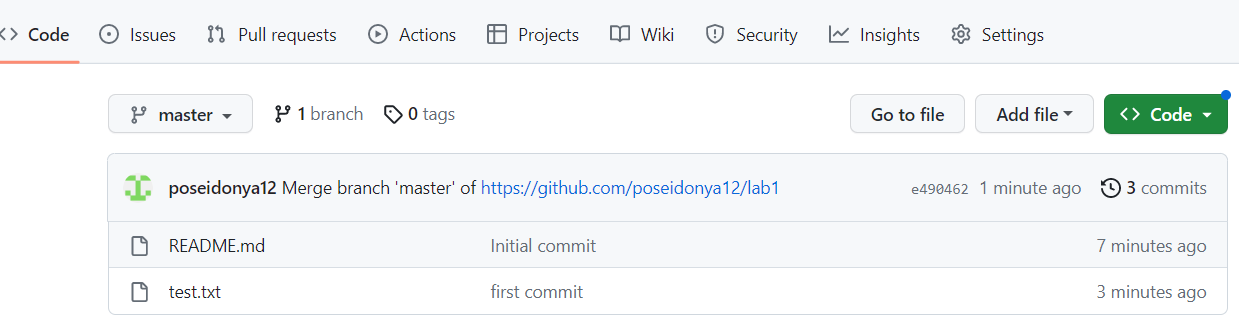 Code Issues Pull requests Actions Projects Wiki Security Insights Settings
master 1 branch 0 tags Go to file Add file Code
poseidonya12 Merge branch 'master' of https://github.com/poseidonya12/lab1 e490462 1 minute ago 3 commits
README.md Initial commit 7 minutes ago
test.txt first commit 3 minutes ago